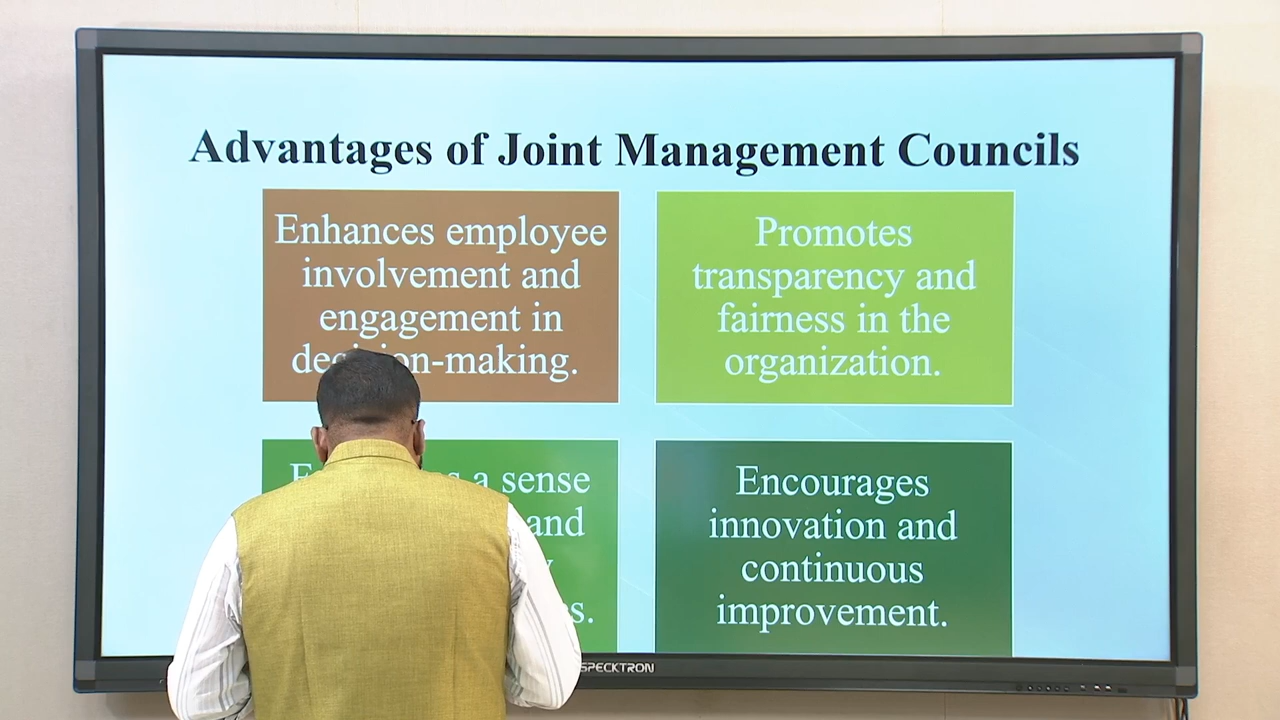 Advantages of Joint Management Councils
Enhances employee
involvement and
engagement in
decision-making.
Promotes
transparency and
fairness in the
organization.
a sense
and
Encourages
innovation and
continuous
improvement.
SPECKTRON